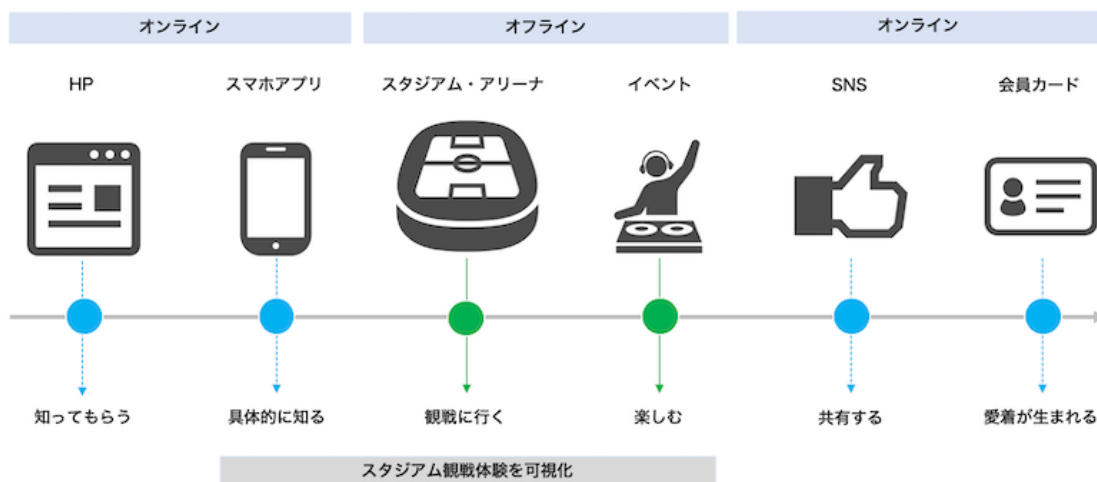 オンライン
オフライン
オンライン
HP
スマホアプリ
スタジアム・アリーナ
イベント
SNS
会員カード
知ってもらう
具体的に知る
観戦に行く
楽しむ
共有する
愛着が生まれる
スタジアム観戦体験を可視化